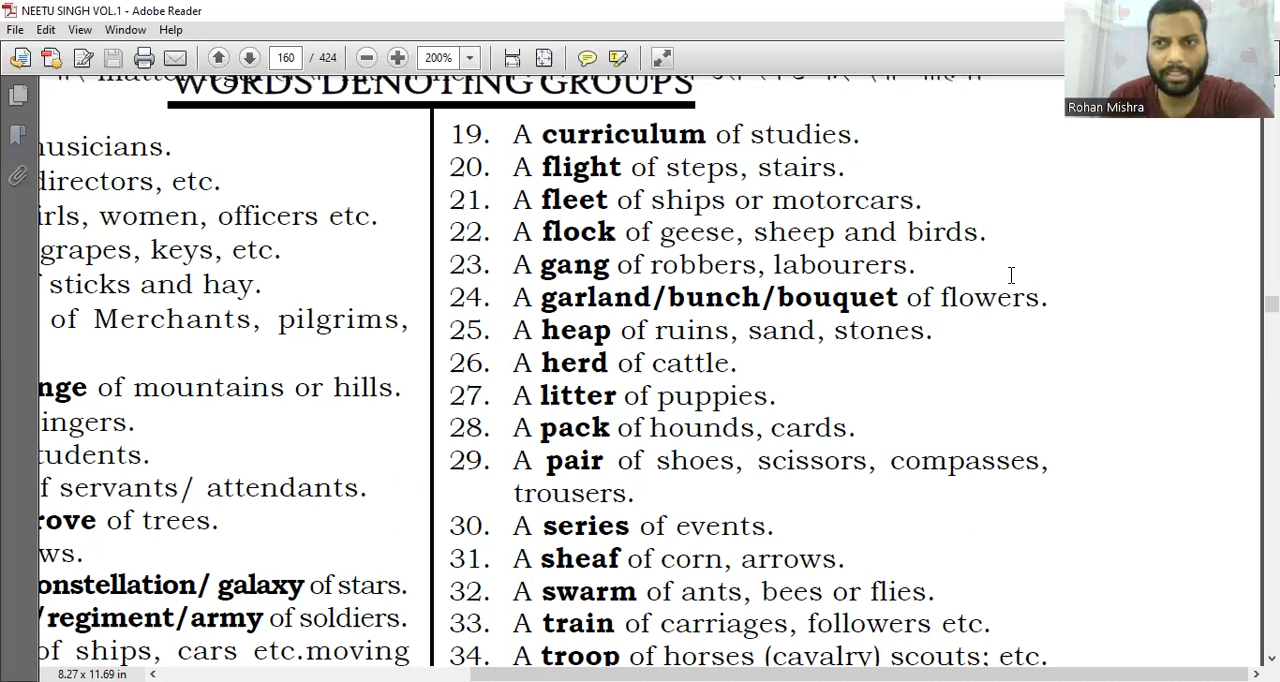 NEETU SINGH VOL.1 - Adobe Reader
File Edit View Window Help
160 / 424 200%
Rohan Mishra
WORDS DENOTING GROUPS
usicians.
directors, etc.
irls, women, officers etc.
grapes, keys, etc.
f sticks and hay.
of Merchants, pilgrims,
nge of mountains or hills.
ingers.
tudents.
f servants/ attendants.
rove of trees.
ws.
onstellation/ galaxy of stars.
/regiment/army of soldiers.
of ships, cars etc.moving
19. A curriculum of studies.
20. A flight of steps, stairs.
21. A fleet of ships or motorcars.
22. A flock of geese, sheep and birds.
23. A gang of robbers, labourers.
24. A garland/bunch/bouquet of flowers.
25. A heap of ruins, sand, stones.
26. A herd of cattle.
27. A litter of puppies.
28. A pack of hounds, cards.
29. A pair of shoes, scissors, compasses,
trousers.
30. A series of events.
31. A sheaf of corn, arrows.
32. A swarm of ants, bees or flies.
33. A train of carriages, followers etc.
34. A troop of horses (cavalry) scouts; etc.
8.27 x 11.69 in